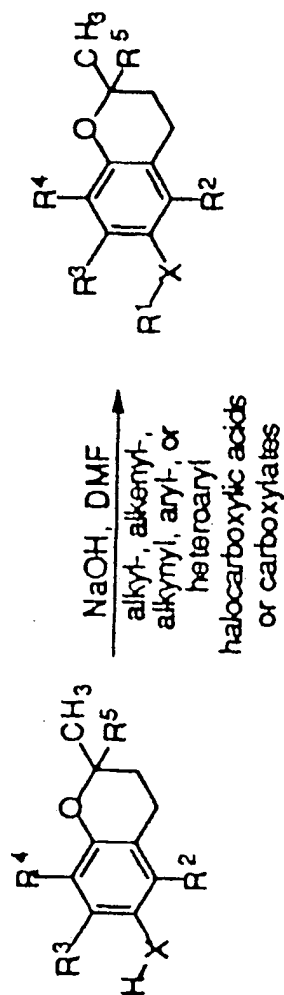 R⁴
CH₃
R³
O
R⁵
H
X
R²
NaOH, DMF
alkyl-, alkenyl-,
alkynyl, aryl-, or
heteroaryl
halocarboxylic acids
or carboxylates
R⁴
CH₃
R³
O
R⁵
R¹
X
R²